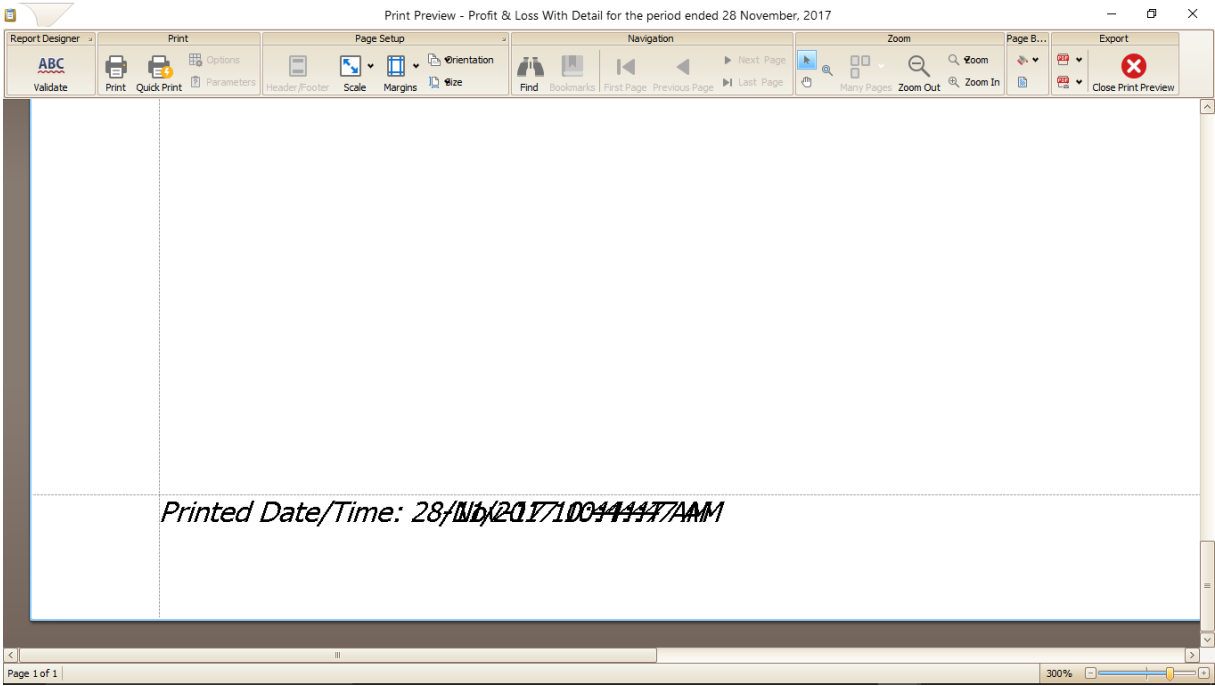 Print Preview - Profit & Loss With Detail for the period ended 28 November, 2017
Report Designer Print Page Setup Navigation Zoom Page B... Export
ABC
Validate
Print
Quick Print
Options
Parameters
Header/Footer
Scale
Margins
Orientation
Size
Find
Bookmarks
First Page
Previous Page
Next Page
Last Page
Many Pages
Zoom Out
Zoom
Zoom In
Close Print Preview
Printed Date/Time: 28
Page 1 of 1
300%